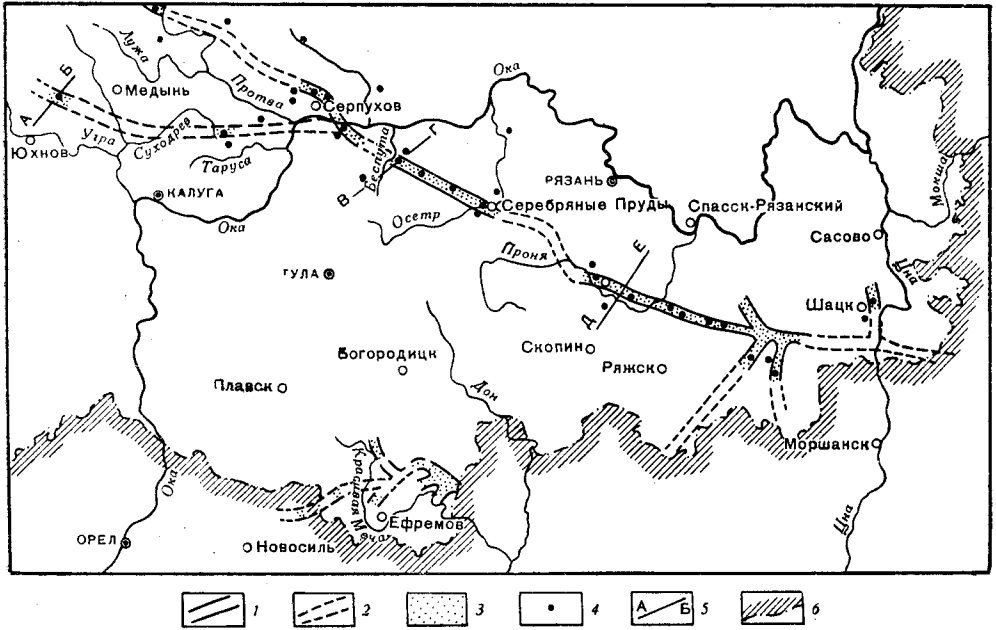 Лужа
Ока
Б
Медынь
Протва
Серпухов
А
Угра
Суходрев
Беспута
Г
Юхнов
Таруса
КАЛУГА
В
РЯЗАНЬ
Мокша
Серебряные Пруды
Спасск-Рязанский
Осетр
Ока
Сасово
Е
Проня
Цна
ТУЛА
Шацк
Д
Скопин
Богородицк
Ряжск
Плавск
Дон
Моршанск
Красивая Меча
Ока
Ефремов
Цна
ОРЕЛ
Новосиль
1
2
3
4
А Б 5
6